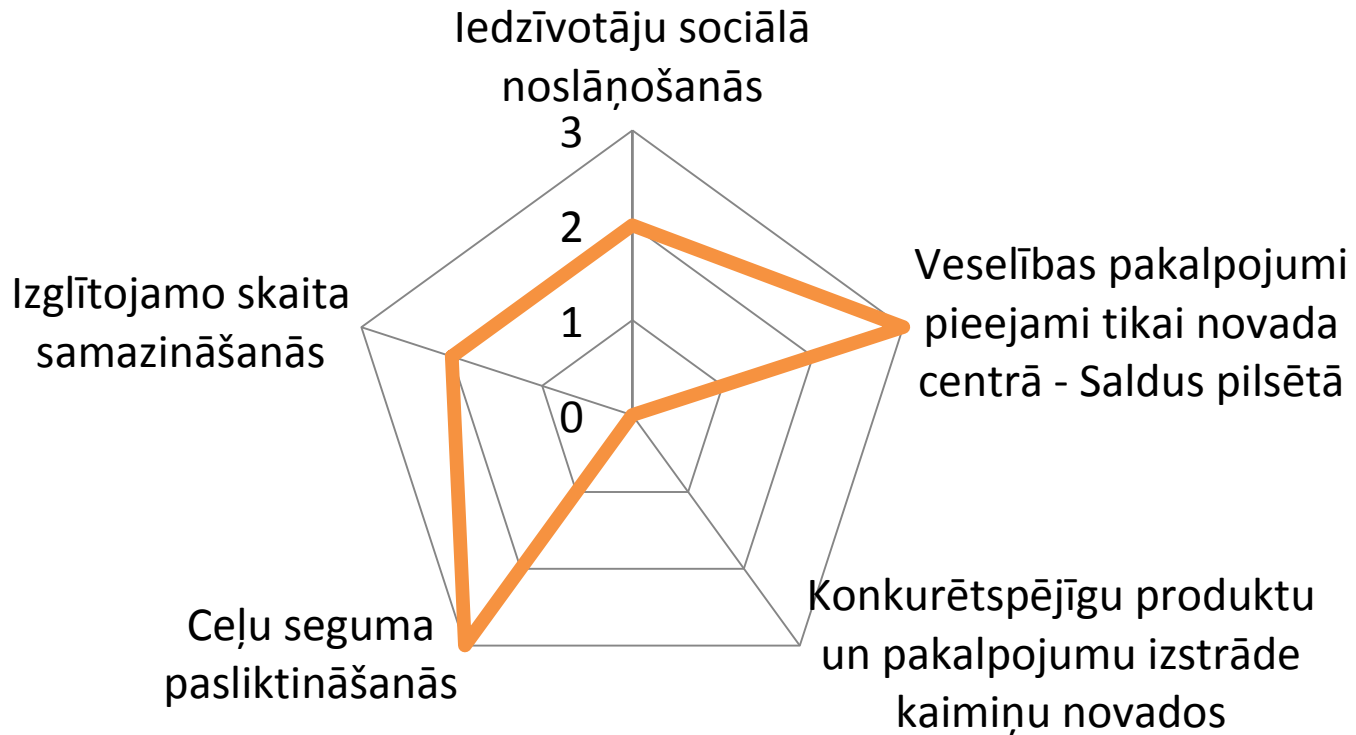 Iedzīvotāju sociālā
noslāņošanās
3
2
1
0
Veselības pakalpojumi
pieejami tikai novada
centrā - Saldus pilsētā
Konkurētspējīgu produktu
un pakalpojumu izstrāde
kaimiņu novados
Ceļu seguma
pasliktināšanās
Izglītojamo skaita
samazināšanās